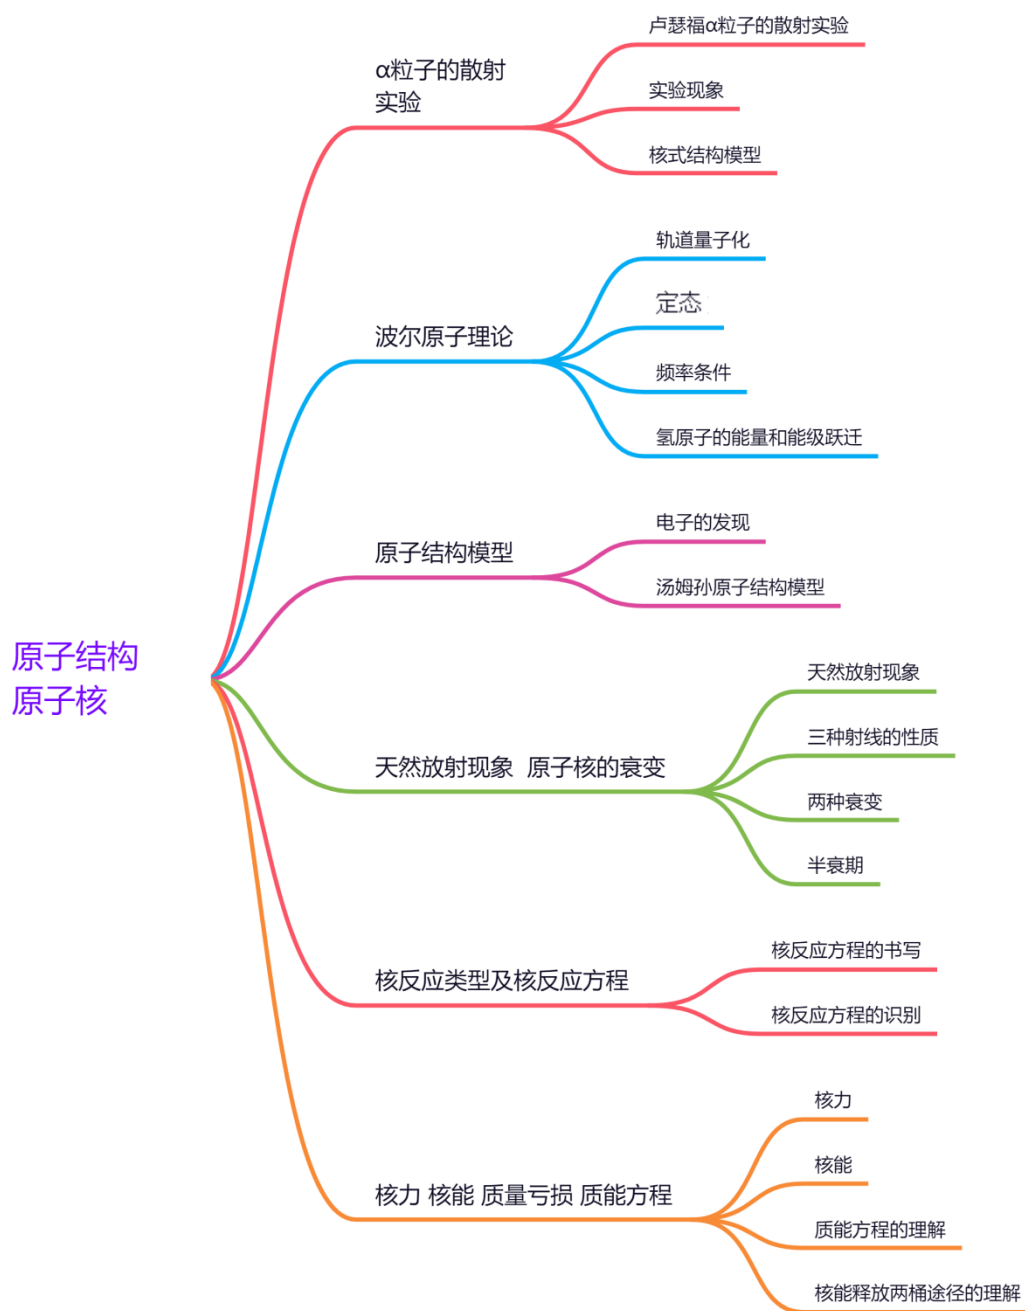 原子结构
原子核
α粒子的散射
实验
卢瑟福α粒子的散射实验
实验现象
核式结构模型
波尔原子理论
轨道量子化
定态
频率条件
氢原子的能量和能级跃迁
原子结构模型
电子的发现
汤姆孙原子结构模型
天然放射现象 原子核的衰变
天然放射现象
三种射线的性质
两种衰变
半衰期
核反应类型及核反应方程
核反应方程的书写
核反应方程的识别
核力 核能 质量亏损 质能方程
核力
核能
质能方程的理解
核能释放两桶途径的理解